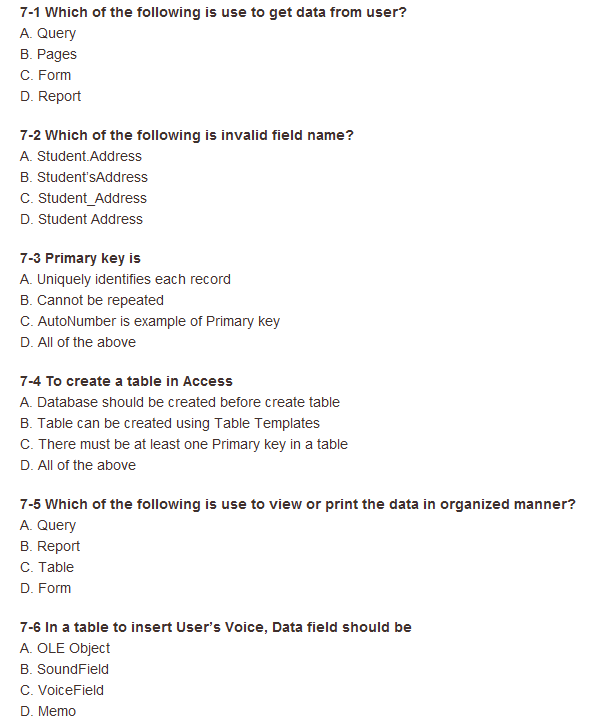 7-1 Which of the following is use to get data from user?
A. Query
B. Pages
C. Form
D. Report
7-2 Which of the following is invalid field name?
A. Student.Address
B. Student'sAddress
C. Student_Address
D. Student Address
7-3 Primary key is
A. Uniquely identifies each record
B. Cannot be repeated
C. AutoNumber is example of Primary key
D. All of the above
7-4 To create a table in Access
A. Database should be created before create table
B. Table can be created using Table Templates
C. There must be at least one Primary key in a table
D. All of the above
7-5 Which of the following is use to view or print the data in organized manner?
A. Query
B. Report
C. Table
D. Form
7-6 In a table to insert User's Voice, Data field should be
A. OLE Object
B. SoundField
C. VoiceField
D. Memo